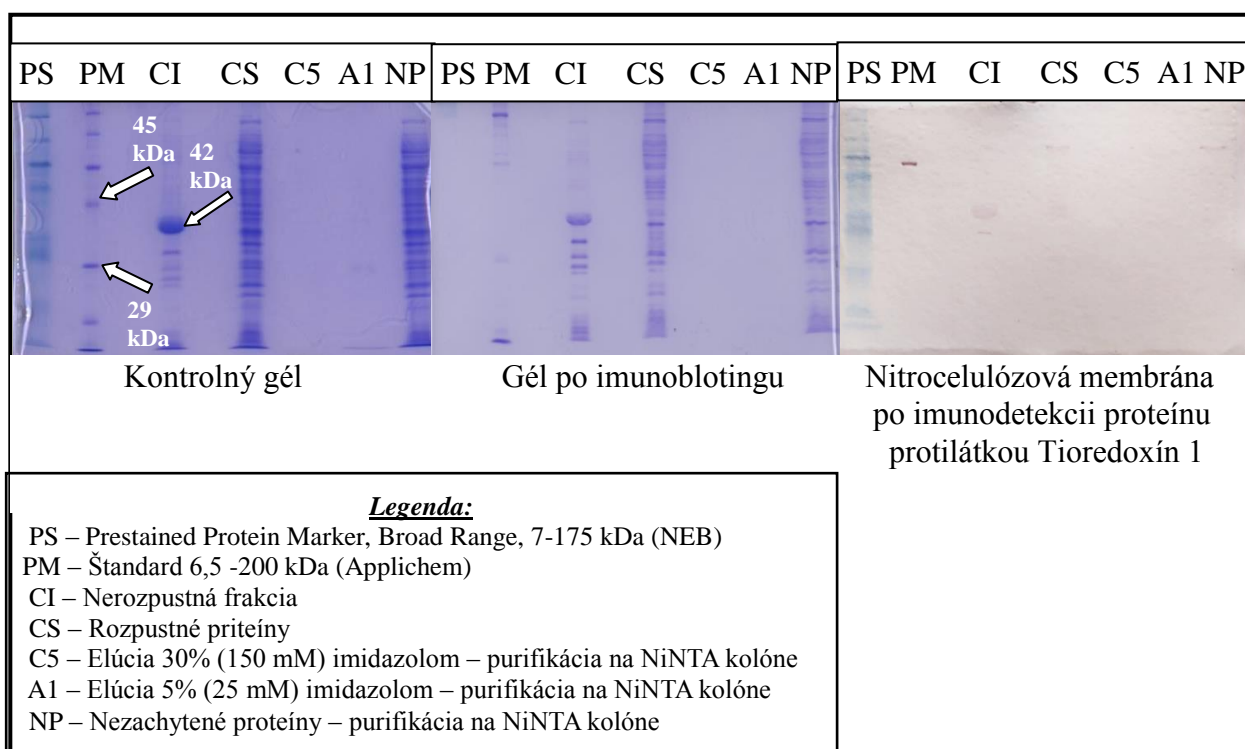 PS PM CI CS C5 A1 NP
PS PM CI CS C5 A1 NP
PS PM CI CS C5 A1 NP
45
kDa
42
kDa
29
kDa
Kontrolný gél
Gél po imunoblotingu
Nitrocelulózová membrána
po imunodetekcii proteínu
protilátkou Tioredoxín 1
Legenda:
PS – Prestained Protein Marker, Broad Range, 7-175 kDa (NEB)
PM – Štandard 6,5 -200 kDa (Applichem)
CI – Nerozpustná frakcia
CS – Rozpustné priteíny
C5 – Elúcia 30% (150 mM) imidazolom – purifikácia na NiNTA kolóne
A1 – Elúcia 5% (25 mM) imidazolom – purifikácia na NiNTA kolóne
NP – Nezachytené proteíny – purifikácia na NiNTA kolóne